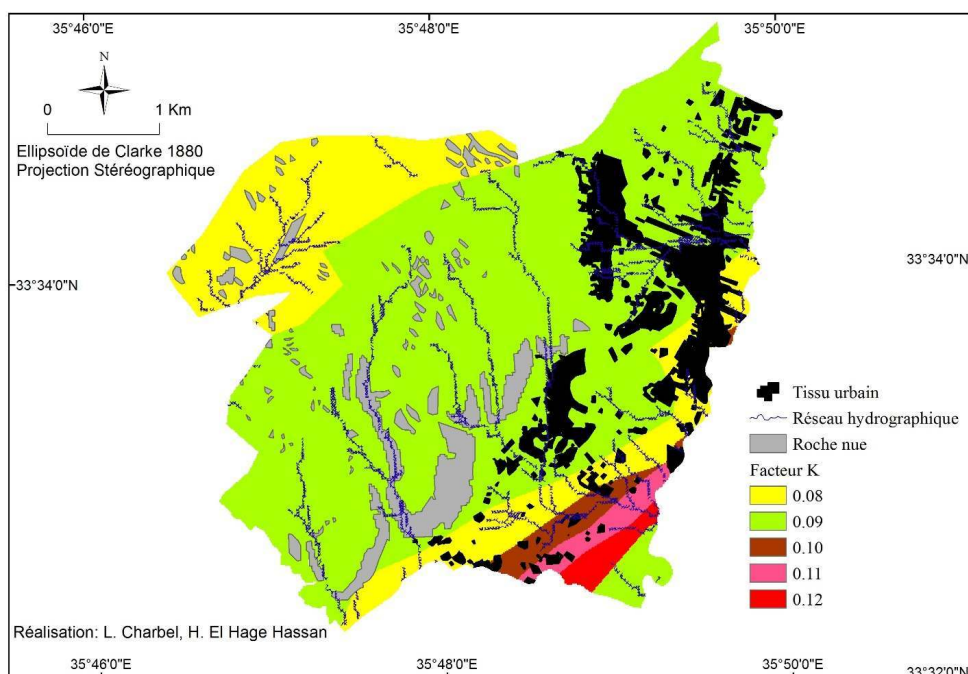 35°46'0"E
35°48'0"E
35°50'0"E
N
0 1 Km
Ellipsoïde de Clarke 1880
Projection Stéréographique
33°34'0"N
33°34'0"N
Tissu urbain
Réseau hydrographique
Roche nue
Facteur K
0.08
0.09
0.10
0.11
0.12
Réalisation: L. Charbel, H. El Hage Hassan
35°46'0"E
35°48'0"E
35°50'0"E
33°32'0"N